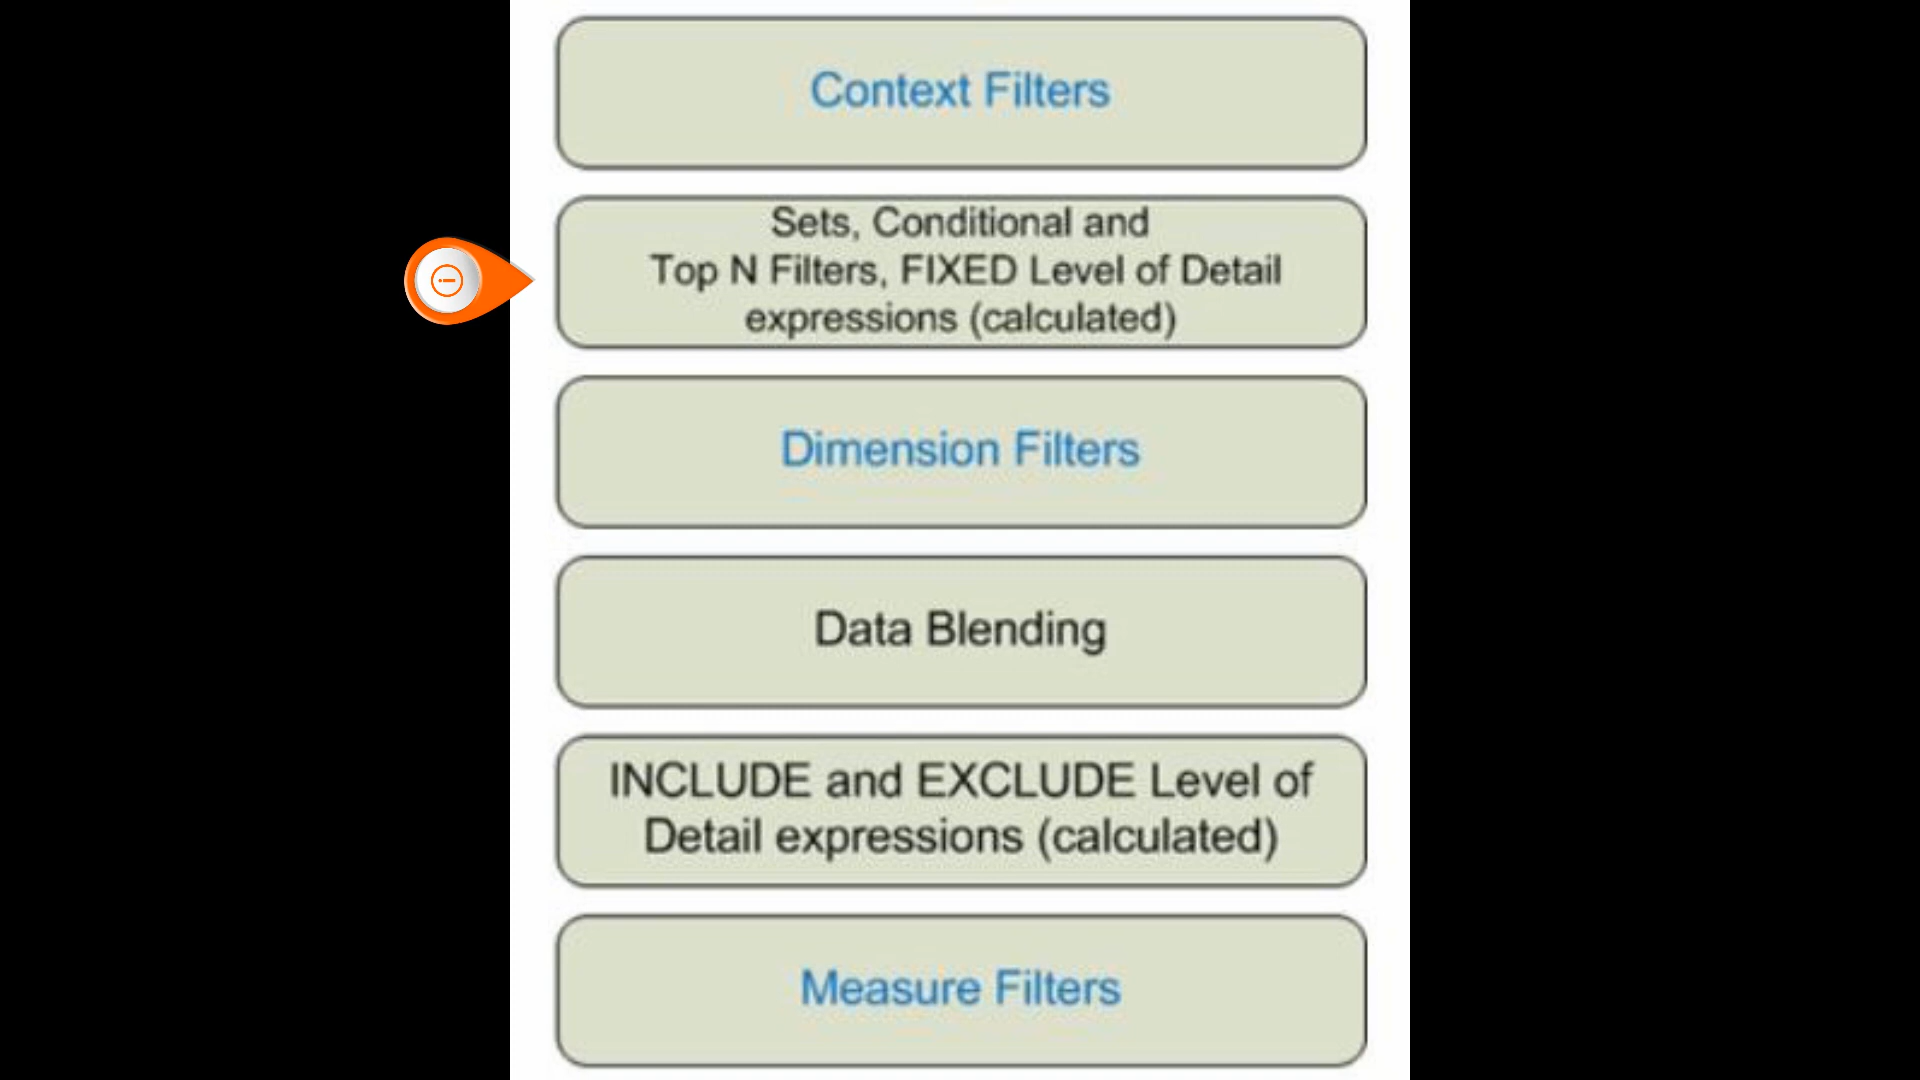 Context Filters
Sets, Conditional and
Top N Filters, FIXED Level of Detail
expressions (calculated)
Dimension Filters
Data Blending
INCLUDE and EXCLUDE Level of
Detail expressions (calculated)
Measure Filters